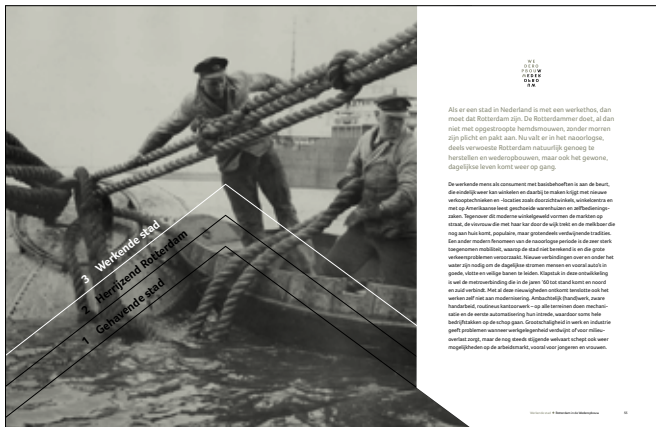 3 Werkende stad
2 Herrijzend Rotterdam
1 Gehavende stad
WE
DERO
PBOUW
WEDER
Als er een stad in Nederland is met een werkethos, dan
moet dat Rotterdam zijn. De Rotterdammer doet, al dan
niet met opgestroopte hemdsmouwen, zonder morren
zijn plicht en pakt aan. Nu valt er in het naoorlogse,
deels verwoeste Rotterdam natuurlijk genoeg te
herstellen en wederopbouwen, maar ook het gewone,
dagelijkse leven komt weer op gang.
De werkende mens als consument met basisbehoeften is aan de beurt,
die eindelijk weer kan winkelen en daarbij te maken krijgt met nieuwe
verkooptechnieken en -locaties zoals doorzichtwinkels, winkelcentra en
met op Amerikaanse leest geschoeide warenhuizen en zelfbedienings-
zaken. Tegenover dit moderne winkelgeweld vormen de markten op
straat, de visvrouw die met haar kar door de wijk trekt en de melkboer die
nog aan huis komt, populaire, maar grotendeels verdwijnende tradities.
Een ander modern fenomeen van de naoorlogse periode is de zeer sterk
toegenomen mobiliteit, waarop de stad niet berekend is en die grote
verkeersproblemen veroorzaakt. Nieuwe verbindingen over en onder het
water zijn nodig om de dagelijkse stromen mensen en vooral auto's in
goede, vlotte en veilige banen te leiden. Klapstuk in deze ontwikkeling
is wel de metroverbinding die in de jaren '60 tot stand komt en noord
en zuid verbindt. Met al deze nieuwigheden ontkomt tenslotte ook het
werken zelf niet aan modernisering. Ambachtelijk (hand)werk, zware
handarbeid, routineus kantoorwerk – op alle terreinen doen mechani-
satie en de eerste automatisering hun intrede, waardoor soms hele
bedrijfstakken op de schop gaan. Grootschaligheid in werk en industrie
geeft problemen wanneer werkgelegenheid verdwijnt of voor milieu-
overlast zorgt, maar de nog steeds stijgende welvaart schept ook weer
mogelijkheden op de arbeidsmarkt, vooral voor jongeren en vrouwen.